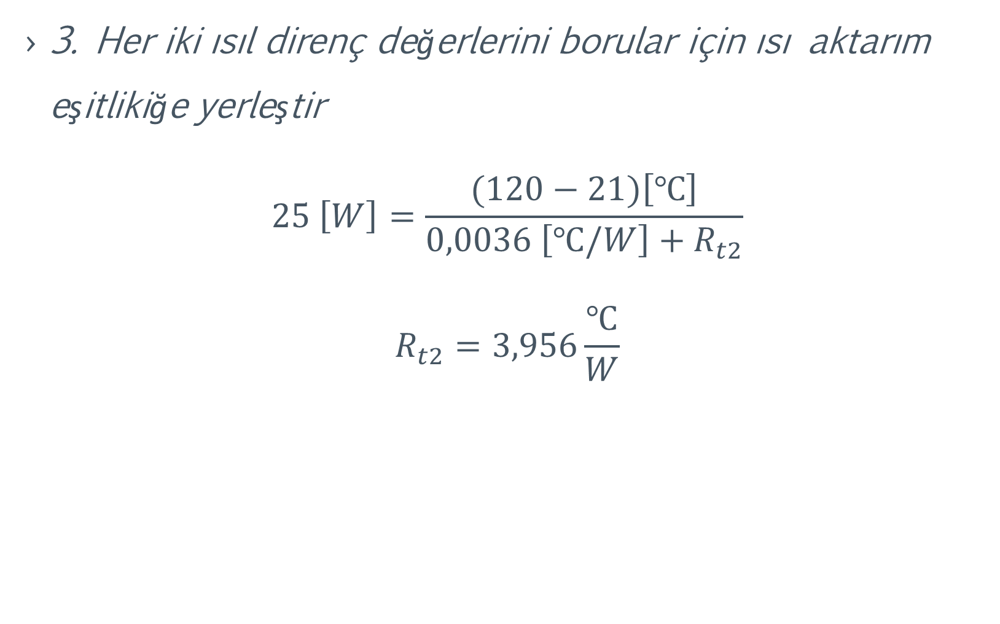 › 3. Her iki ısıl direnç değerlerini borular için ısı aktarım
eşitlikiğe yerleştir
25 [W] = (120 − 21)[°C] / 0,0036 [°C/W] + R_t2
R_t2 = 3,956 °C/W